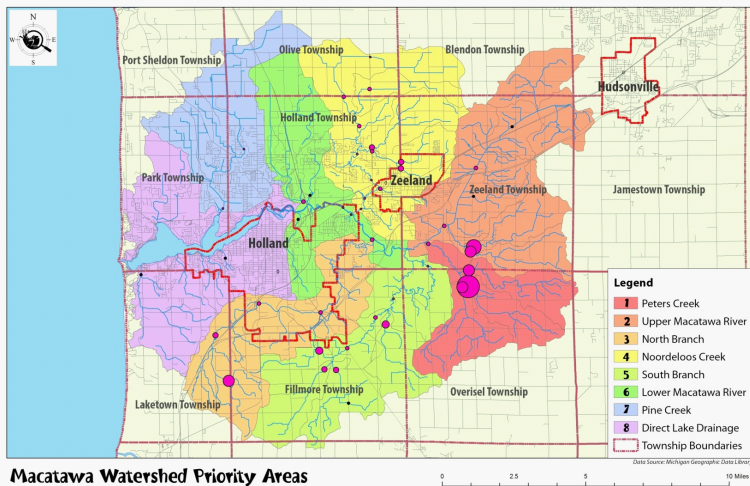 N
W E
S
Port Sheldon Township
Olive Township
Blendon Township
Hudsonville
Holland Township
Park Township
Zeeland
Zeeland Township
Jamestown Township
Holland
Fillmore Township
Overisel Township
Laketown Township
Legend
1 Peters Creek
2 Upper Macatawa River
3 North Branch
4 Noordeloos Creek
5 South Branch
6 Lower Macatawa River
7 Pine Creek
8 Direct Lake Drainage
Township Boundaries
Data Source: Michigan Geographic Data Library
Macatawa Watershed Priority Areas
0 2.5 5 10 Miles